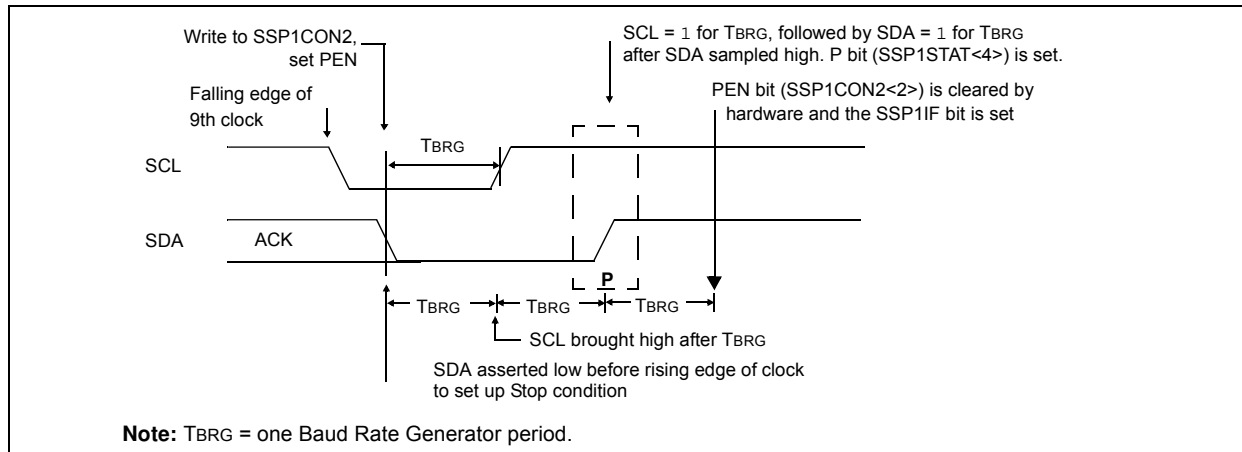 Write to SSP1CON2,
set PEN
SCL = 1 for TBRG, followed by SDA = 1 for TBRG
after SDA sampled high. P bit (SSP1STAT<4>) is set.
Falling edge of
9th clock
PEN bit (SSP1CON2<2>) is cleared by
hardware and the SSP1IF bit is set
TBRG
SCL
SDA
ACK
P
TBRG
TBRG
TBRG
SCL brought high after TBRG
SDA asserted low before rising edge of clock
to set up Stop condition
Note: TBRG = one Baud Rate Generator period.